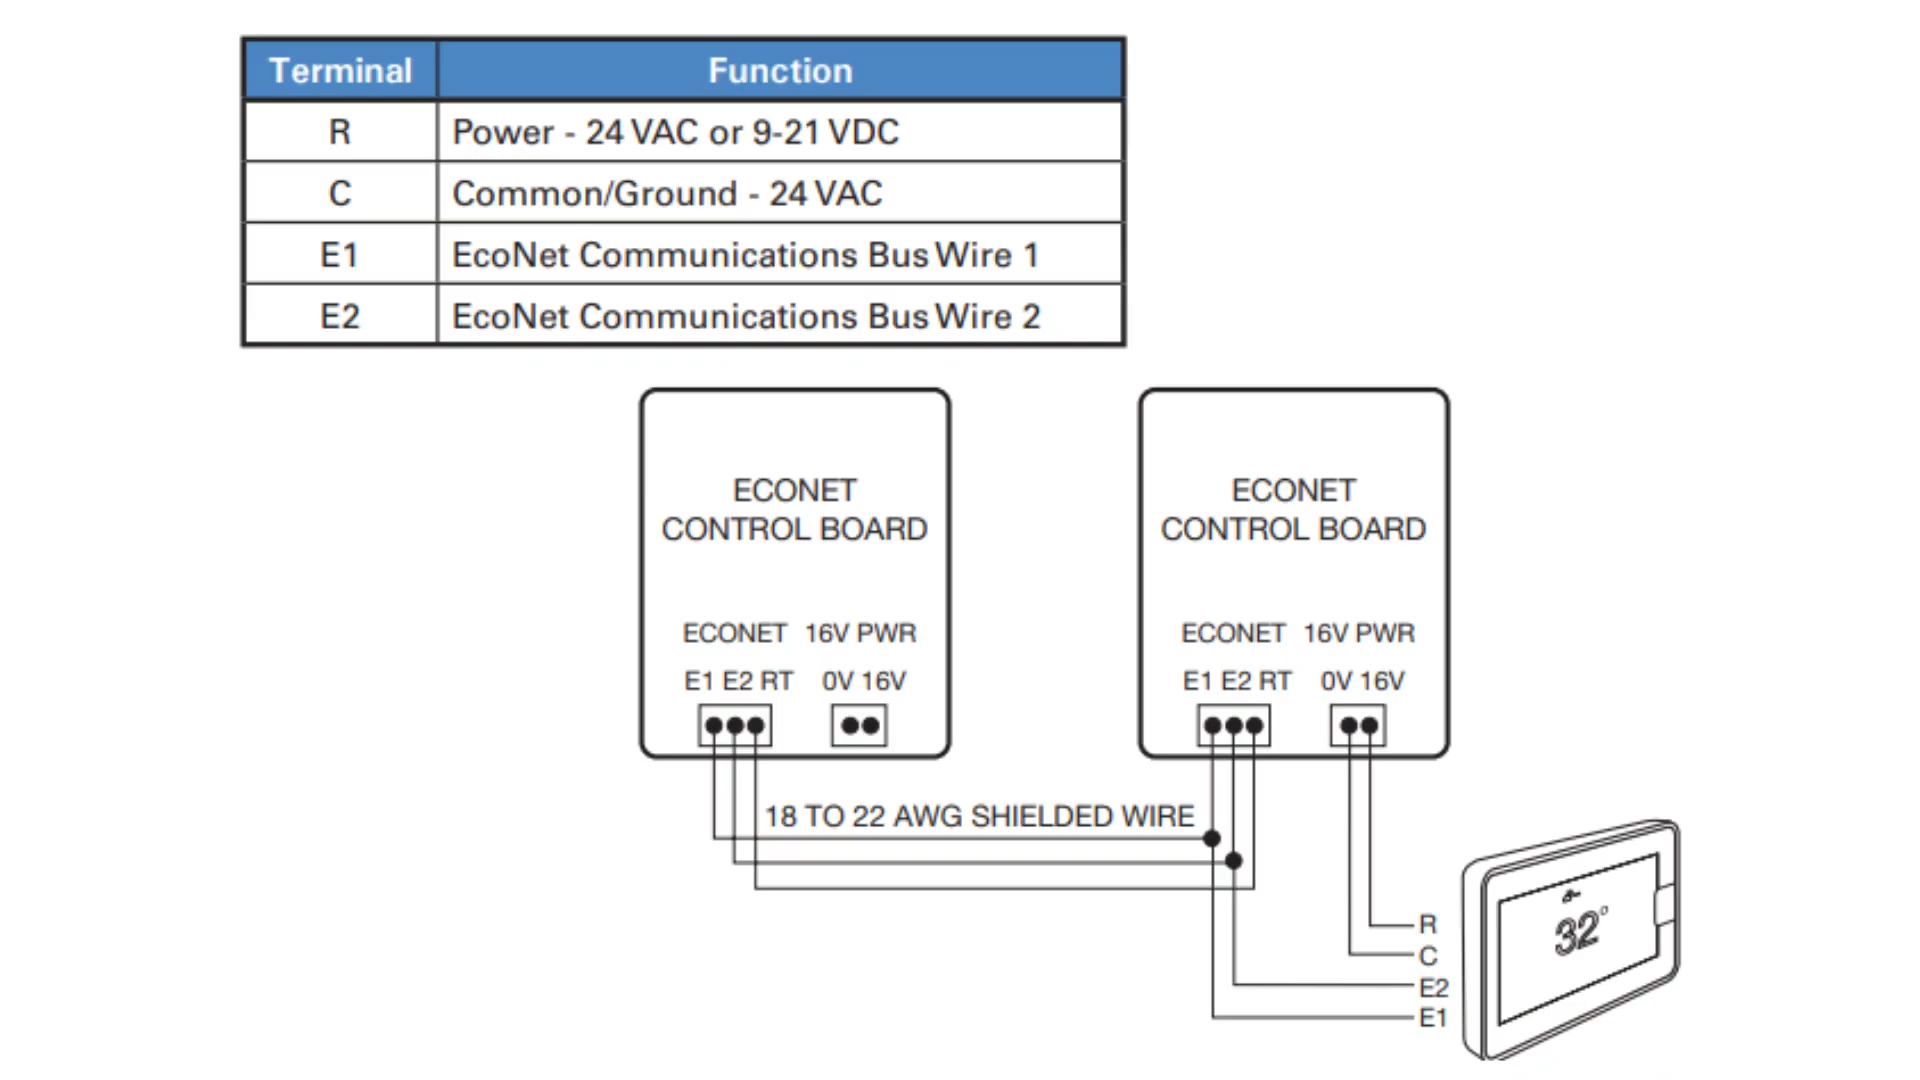 Terminal Function
R Power - 24 VAC or 9-21 VDC
C Common/Ground - 24 VAC
E1 EcoNet Communications Bus Wire 1
E2 EcoNet Communications Bus Wire 2
ECONET
CONTROL BOARD
ECONET 16V PWR
E1 E2 RT 0V 16V
ECONET
CONTROL BOARD
ECONET 16V PWR
E1 E2 RT 0V 16V
18 TO 22 AWG SHIELDED WIRE
R
C
E2
E1
32°